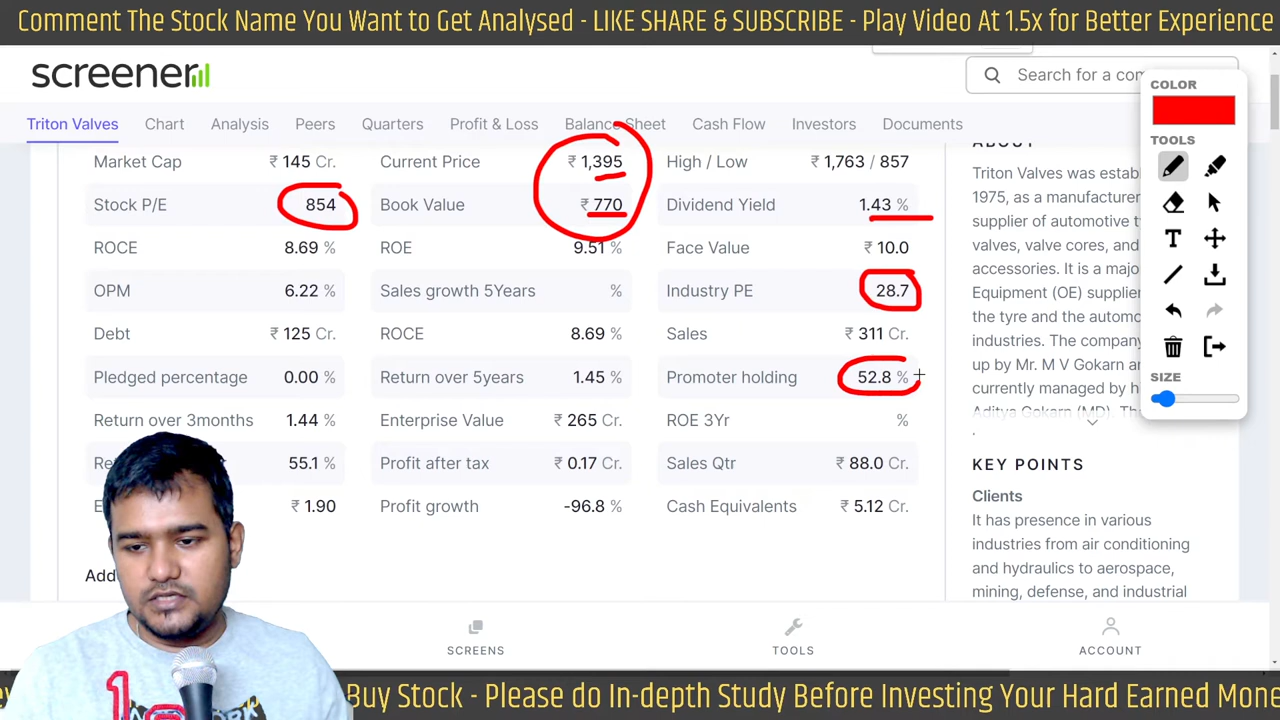 Comment The Stock Name You Want to Get Analysed - LIKE SHARE & SUBSCRIBE - Play Video At 1.5x for Better Experience
screener
Search for a com
Triton Valves Chart Analysis Peers Quarters Profit & Loss Balance Sheet Cash Flow Investors Documents
Market Cap ₹ 145 Cr. Current Price ₹ 1,395 High / Low ₹ 1,763 / 857
Stock P/E 854 Book Value ₹ 770 Dividend Yield 1.43 %
ROCE 8.69 % ROE 9.51 % Face Value ₹ 10.0
OPM 6.22 % Sales growth 5Years % Industry PE 28.7
Debt ₹ 125 Cr. ROCE 8.69 % Sales ₹ 311 Cr.
Pledged percentage 0.00 % Return over 5years 1.45 % Promoter holding 52.8 %
Return over 3months 1.44 % Enterprise Value ₹ 265 Cr. ROE 3Yr %
55.1 % Profit after tax ₹ 0.17 Cr. Sales Qtr ₹ 88.0 Cr.
₹ 1.90 Profit growth -96.8 % Cash Equivalents ₹ 5.12 Cr.
Add
ABOUT
Triton Valves was estab
1975, as a manufacturer
supplier of automotive t
valves, valve cores, and
accessories. It is a majo
Equipment (OE) supplier
the tyre and the automo
industries. The company
up by Mr. M V Gokarn an
currently managed by h
Aditya Gokarn (MD). Th
KEY POINTS
Clients
It has presence in various
industries from air conditioning
and hydraulics to aerospace,
mining, defense, and industrial
COLOR
TOOLS
T
SIZE
SCREENS TOOLS ACCOUNT
Buy Stock - Please do In-depth Study Before Investing Your Hard Earned Mone